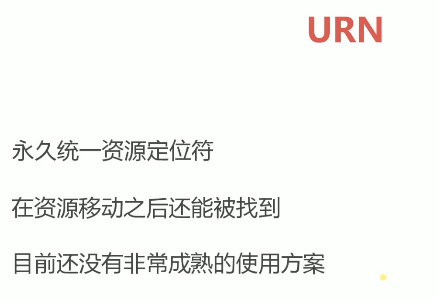 URN
永久统一资源定位符
在资源移动之后还能被找到
目前还没有非常成熟的使用方案